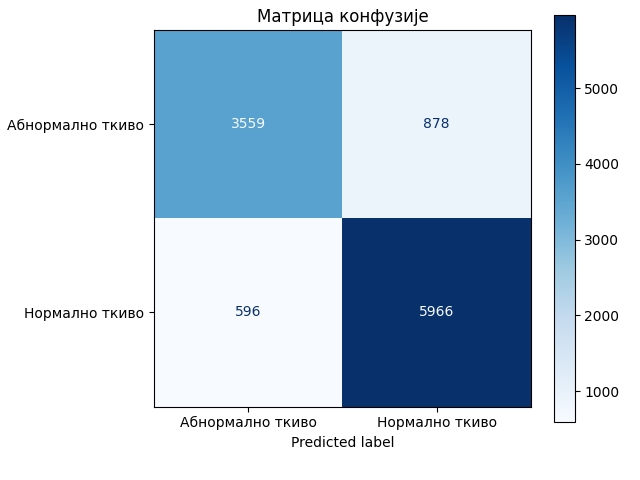 Матрица конфузије
Абнормално ткиво
3559
878
Нормално ткиво
596
5966
Абнормално ткиво
Нормално ткиво
Predicted label
5000
4000
3000
2000
1000